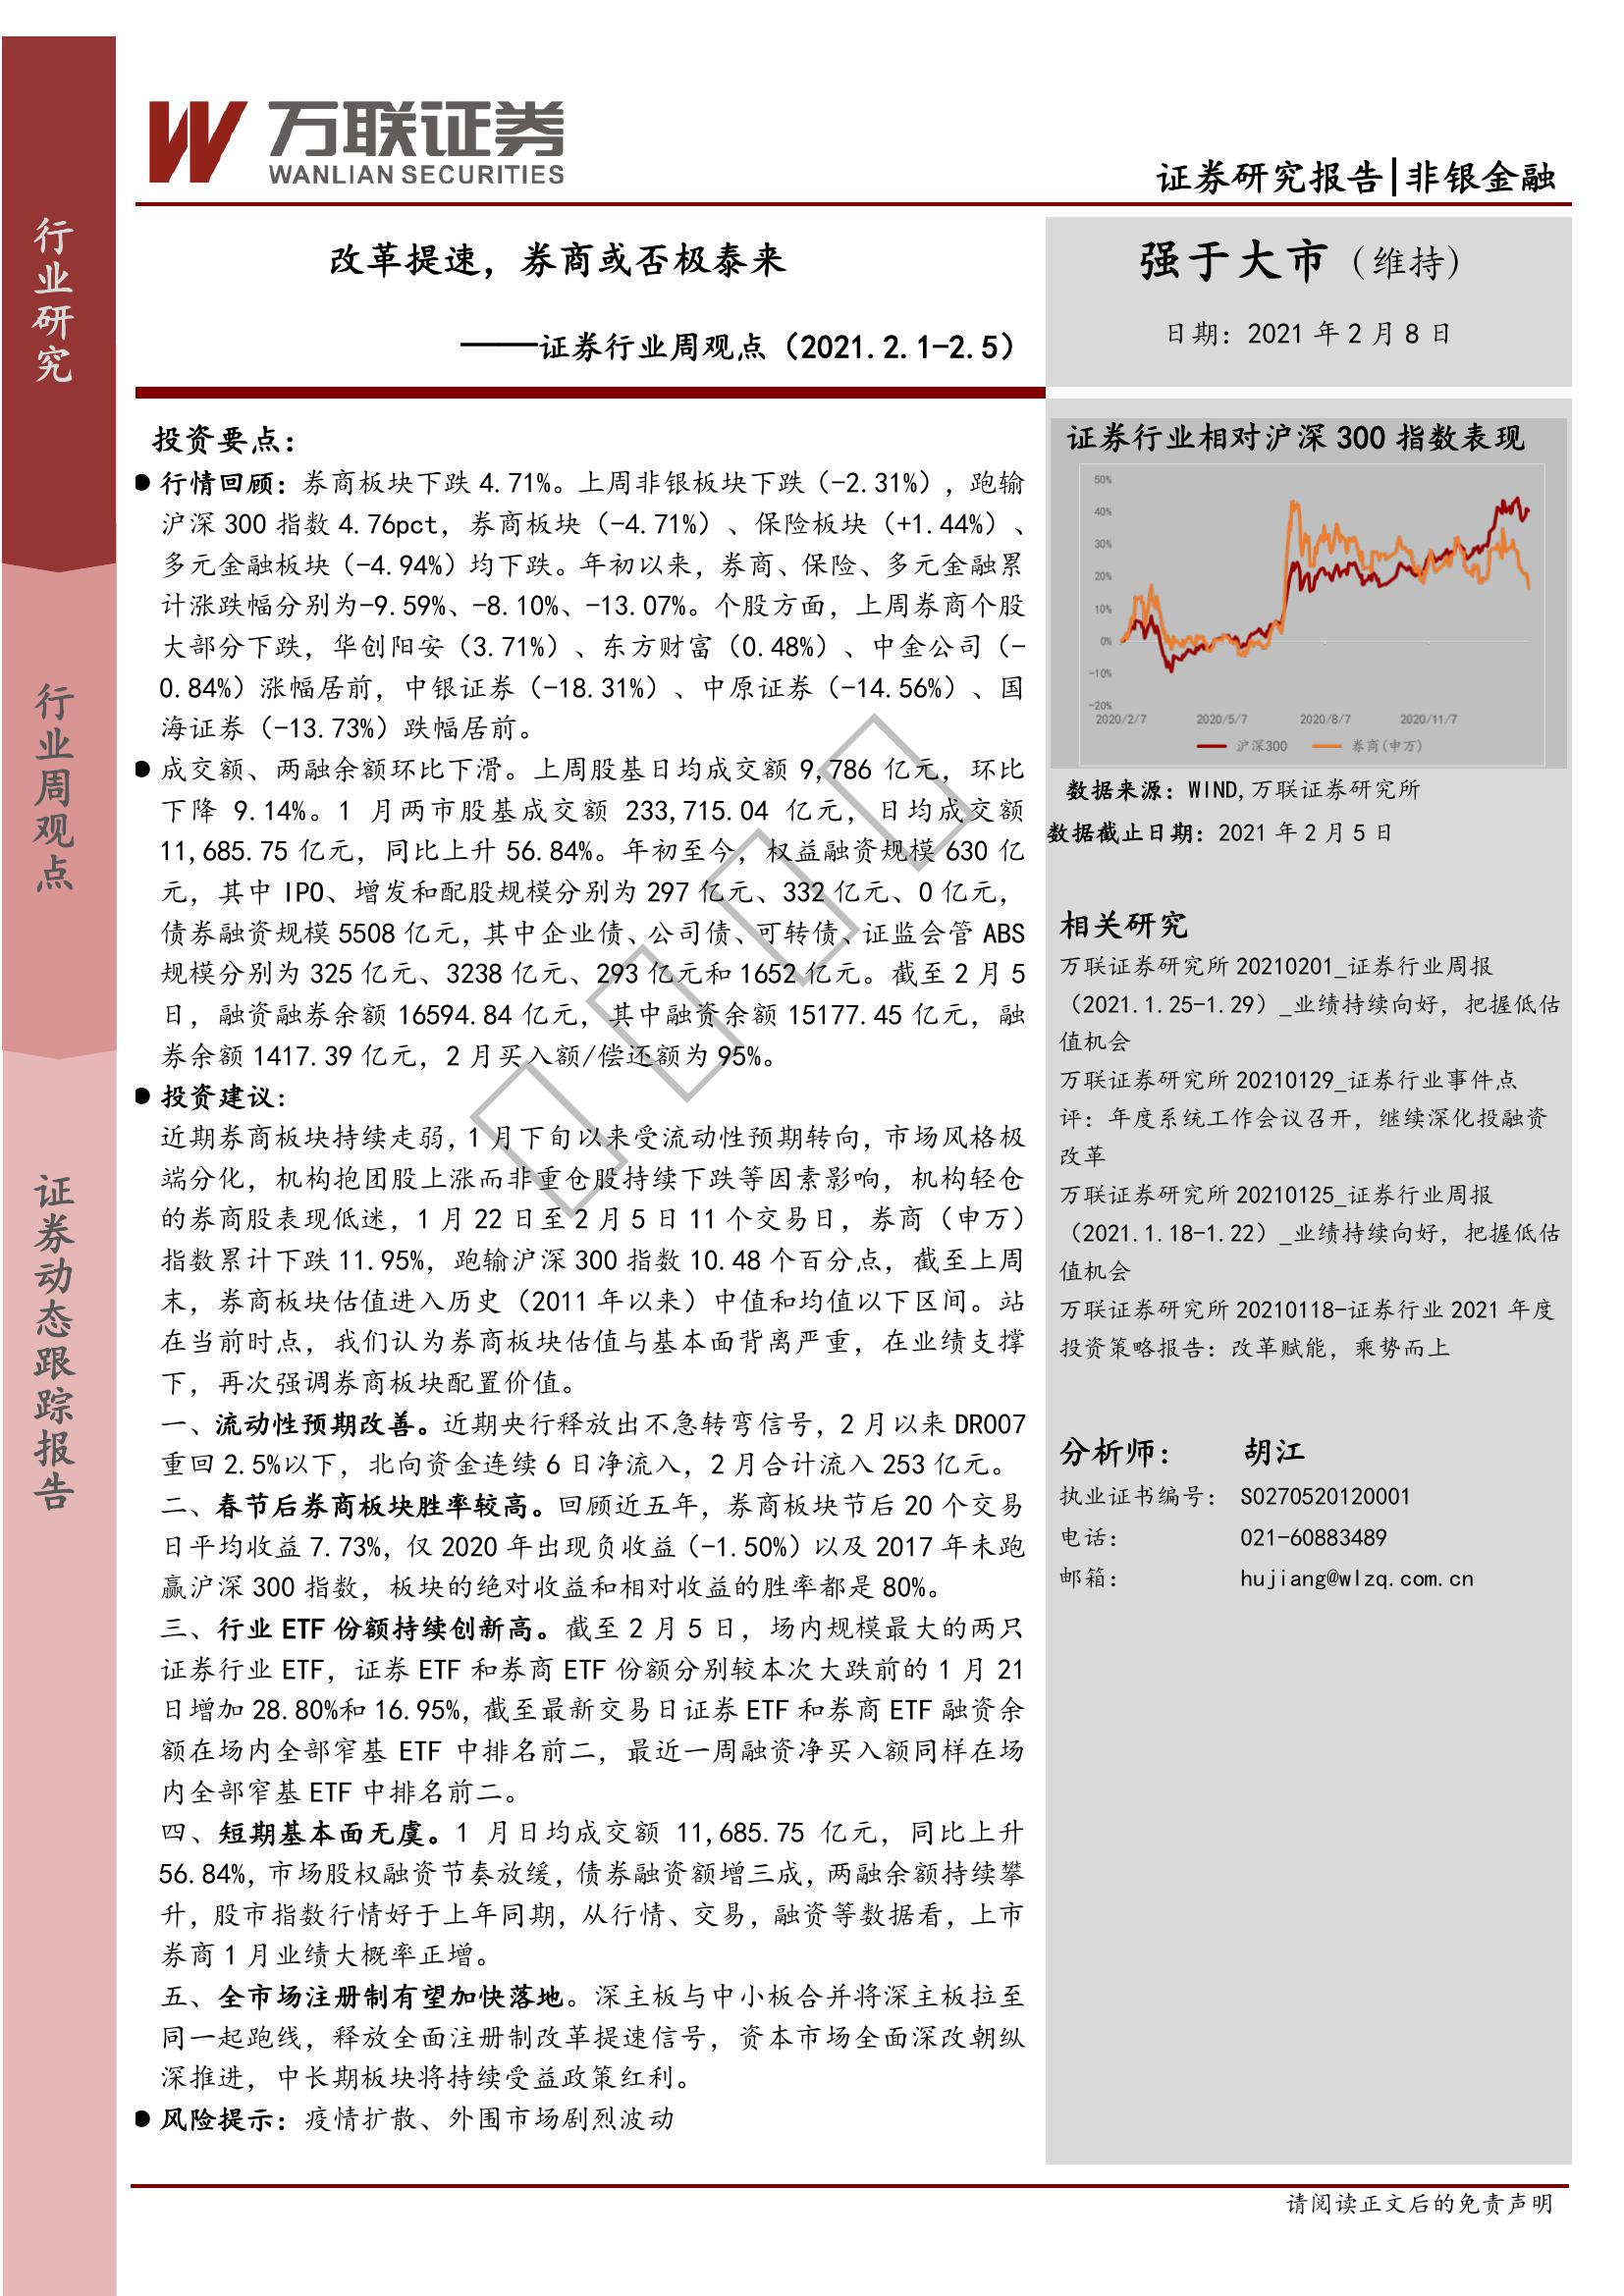 行业研究
行业周观点
证券动态跟踪报告
万联证券
WANLIAN SECURITIES
证券研究报告|非银金融
改革提速，券商或否极泰来
——证券行业周观点（2021.2.1-2.5）
强于大市（维持）
日期：2021 年 2 月 8 日
投资要点：
行情回顾：券商板块下跌 4.71%。上周非银板块下跌（-2.31%），跑输
沪深 300 指数 4.76pct，券商板块（-4.71%）、保险板块（+1.44%）、
多元金融板块（-4.94%）均下跌。年初以来，券商、保险、多元金融累
计涨跌幅分别为-9.59%、-8.10%、-13.07%。个股方面，上周券商个股
大部分下跌，华创阳安（3.71%）、东方财富（0.48%）、中金公司（-
0.84%）涨幅居前，中银证券（-18.31%）、中原证券（-14.56%）、国
海证券（-13.73%）跌幅居前。
成交额、两融余额环比下滑。上周股基日均成交额 9,786 亿元，环比
下降 9.14%。1 月两市股基成交额 233,715.04 亿元，日均成交额
11,685.75 亿元，同比上升 56.84%。年初至今，权益融资规模 630 亿
元，其中 IPO、增发和配股规模分别为 297 亿元、332 亿元、0 亿元，
债券融资规模 5508 亿元，其中企业债、公司债、可转债、证监会管 ABS
规模分别为 325 亿元、3238 亿元、293 亿元和 1652 亿元。截至 2 月 5
日，融资融券余额 16594.84 亿元，其中融资余额 15177.45 亿元，融
券余额 1417.39 亿元，2 月买入额/偿还额为 95%。
投资建议：
近期券商板块持续走弱，1 月下旬以来受流动性预期转向，市场风格极
端分化，机构抱团股上涨而非重仓股持续下跌等因素影响，机构轻仓
的券商股表现低迷，1 月 22 日至 2 月 5 日 11 个交易日，券商（申万）
指数累计下跌 11.95%，跑输沪深 300 指数 10.48 个百分点，截至上周
末，券商板块估值进入历史（2011 年以来）中值和均值以下区间。站
在当前时点，我们认为券商板块估值与基本面背离严重，在业绩支撑
下，再次强调券商板块配置价值。
一、流动性预期改善。近期央行释放出不急转弯信号，2 月以来 DR007
重回 2.5%以下，北向资金连续 6 日净流入，2 月合计流入 253 亿元。
二、春节后券商板块胜率较高。回顾近五年，券商板块节后 20 个交易
日平均收益 7.73%，仅 2020 年出现负收益（-1.50%）以及 2017 年未跑
赢沪深 300 指数，板块的绝对收益和相对收益的胜率都是 80%。
三、行业 ETF 份额持续创新高。截至 2 月 5 日，场内规模最大的两只
证券行业 ETF，证券 ETF 和券商 ETF 份额分别较本次大跌前的 1 月 21
日增加 28.80%和 16.95%，截至最新交易日证券 ETF 和券商 ETF 融资余
额在场内全部窄基 ETF 中排名前二，最近一周融资净买入额同样在场
内全部窄基 ETF 中排名前二。
四、短期基本面无虞。1 月日均成交额 11,685.75 亿元，同比上升
56.84%，市场股权融资节奏放缓，债券融资额增三成，两融余额持续攀
升，股市指数行情好于上年同期，从行情、交易，融资等数据看，上市
券商 1 月业绩大概率正增。
五、全市场注册制有望加快落地。深主板与中小板合并将深主板拉至
同一起跑线，释放全面注册制改革提速信号，资本市场全面深改朝纵
深推进，中长期板块将持续受益政策红利。
风险提示：疫情扩散、外围市场剧烈波动
证券行业相对沪深 300 指数表现
50%
40%
30%
20%
10%
0%
-10%
-20%
2020/2/7 2020/5/7 2020/8/7 2020/11/7
沪深300 券商(申万)
数据来源：WIND,万联证券研究所
数据截止日期：2021 年 2 月 5 日
相关研究
万联证券研究所 20210201_证券行业周报
（2021.1.25-1.29）_业绩持续向好，把握低估
值机会
万联证券研究所 20210129_证券行业事件点
评：年度系统工作会议召开，继续深化投融资
改革
万联证券研究所 20210125_证券行业周报
（2021.1.18-1.22）_业绩持续向好，把握低估
值机会
万联证券研究所 20210118-证券行业 2021 年度
投资策略报告：改革赋能，乘势而上
分析师： 胡江
执业证书编号： S0270520120001
电话： 021-60883489
邮箱： hujiang@wlzq.com.cn
请阅读正文后的免责声明